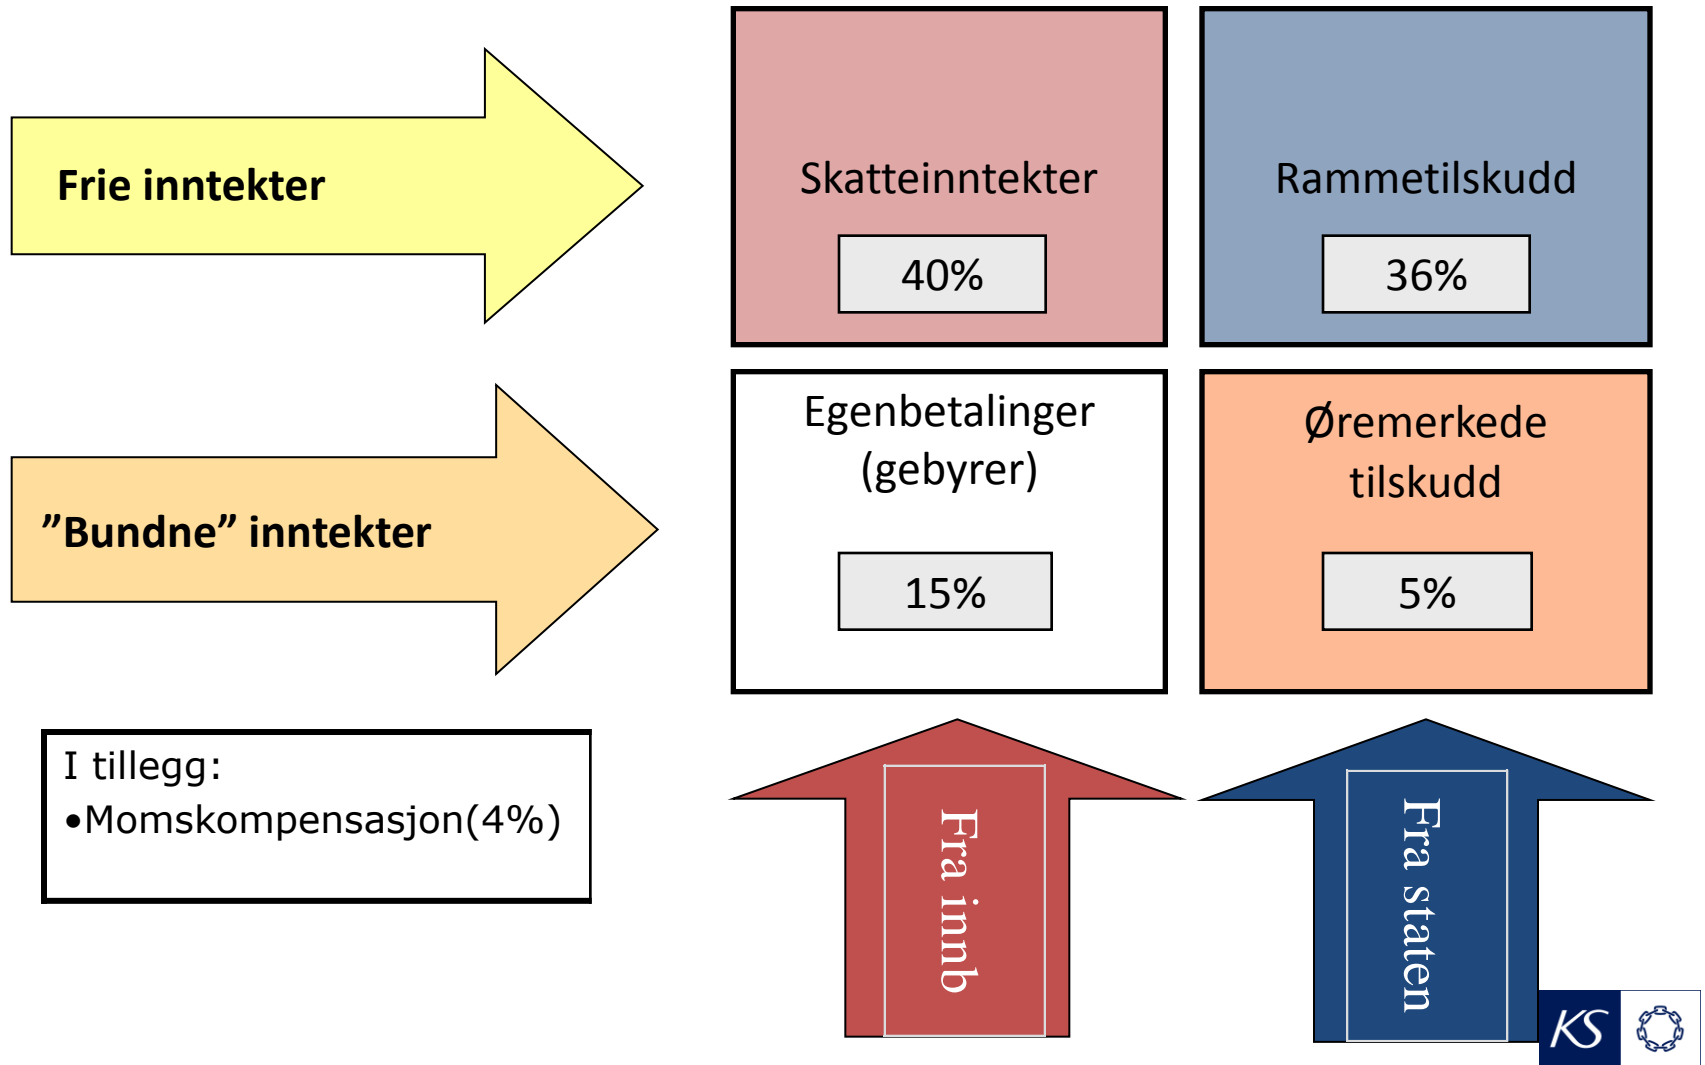 Frie inntekter
Skatteinntekter
40%
Rammetilskudd
36%
”Bundne” inntekter
Egenbetalinger
(gebyrer)
15%
Øremerkede
tilskudd
5%
I tillegg:
•Momskompensasjon(4%)
Fra innb
Fra staten
KS